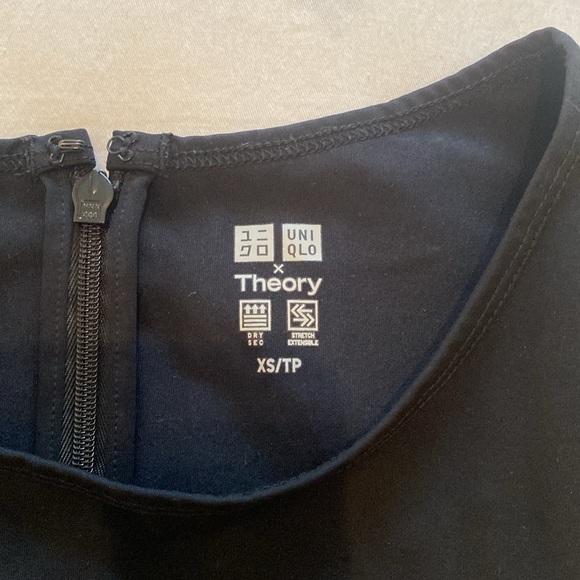 ユニ UNI
クロ QLO
×
Theory
DRY STRETCH
SEC EXTENSIBLE
XS/TP